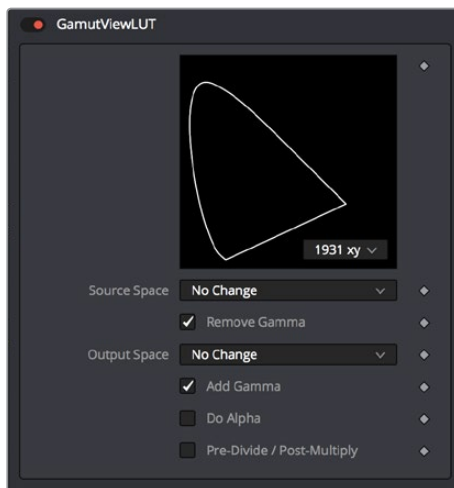 GamutViewLUT
1931 xy
Source Space No Change
Remove Gamma
Output Space No Change
Add Gamma
Do Alpha
Pre-Divide / Post-Multiply